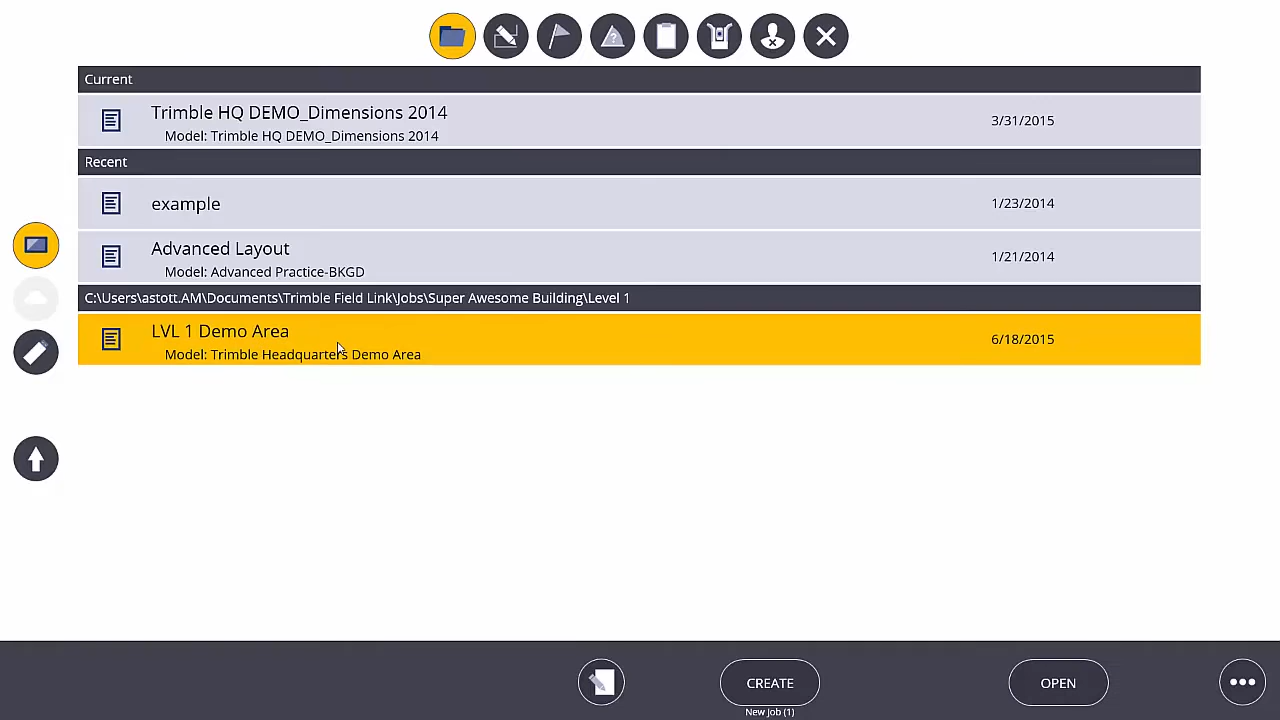 Current
Trimble HQ DEMO_Dimensions 2014
3/31/2015
Model: Trimble HQ DEMO_Dimensions 2014
Recent
example
1/23/2014
Advanced Layout
1/21/2014
Model: Advanced Practice-BKGD
C:\Users\astott.AM\Documents\Trimble Field Link\Jobs\Super Awesome Building\Level 1
LVL 1 Demo Area
6/18/2015
Model: Trimble Headquarters Demo Area
CREATE
OPEN
New Job (1)